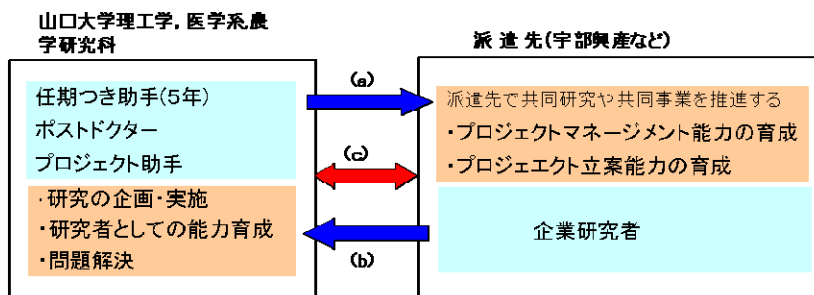 山口大学理工学，医学系，農
学研究科
任期つき助手(５年)
ポストドクター
プロジェクト助手
・研究の企画・実施
・研究者としての能力育成
・問題解決
(a)
(c)
(b)
派遣先(宇部興産など)
派遣先で共同研究や共同事業を推進する
・プロジェクトマネージメント能力の育成
・プロジェエクト立案能力の育成
企業研究者